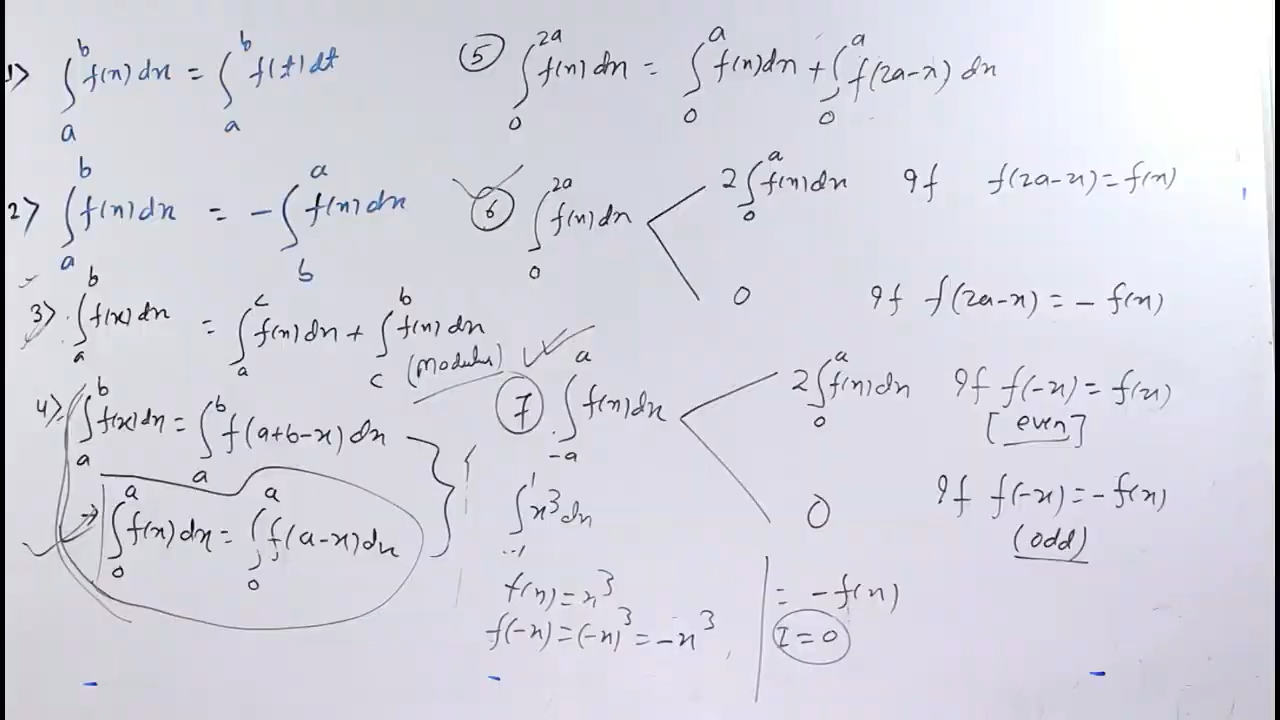 1) ∫_a^b f(x) dx = ∫_a^b f(t) dt
2) ∫_a^b f(x) dx = -∫_b^a f(x) dx
3) ∫_a^b f(x) dx = ∫_a^c f(x) dx + ∫_c^b f(x) dx
(Modulus)
4) ∫_a^b f(x) dx = ∫_a^b f(a+b-x) dx
→ ∫_0^a f(x) dx = ∫_0^a f(a-x) dx
⑤ ∫_0^{2a} f(x) dx = ∫_0^a f(x) dx + ∫_0^a f(2a-x) dx
⑥ ∫_0^{2a} f(x) dx
2∫_0^a f(x) dx If f(2a-x) = f(x)
0 If f(2a-x) = -f(x)
⑦ ∫_{-a}^a f(x) dx
2∫_0^a f(x) dx If f(-x) = f(x)
[even]
0 If f(-x) = -f(x)
(odd)
∫_{-1}^1 x³ dx
f(x) = x³
f(-x) = (-x)³ = -x³
= -f(x)
I = 0